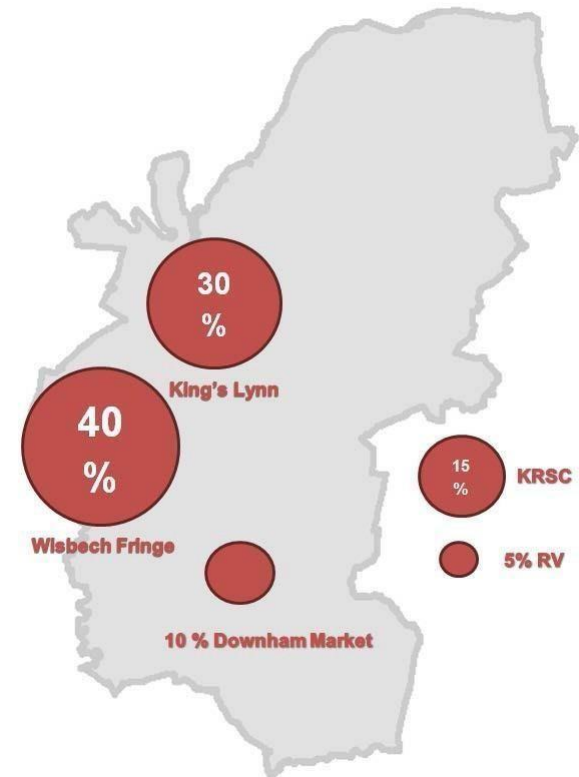 30
%
King's Lynn
40
%
Wisbech Fringe
15
%
KRSC
5% RV
10 % Downham Market